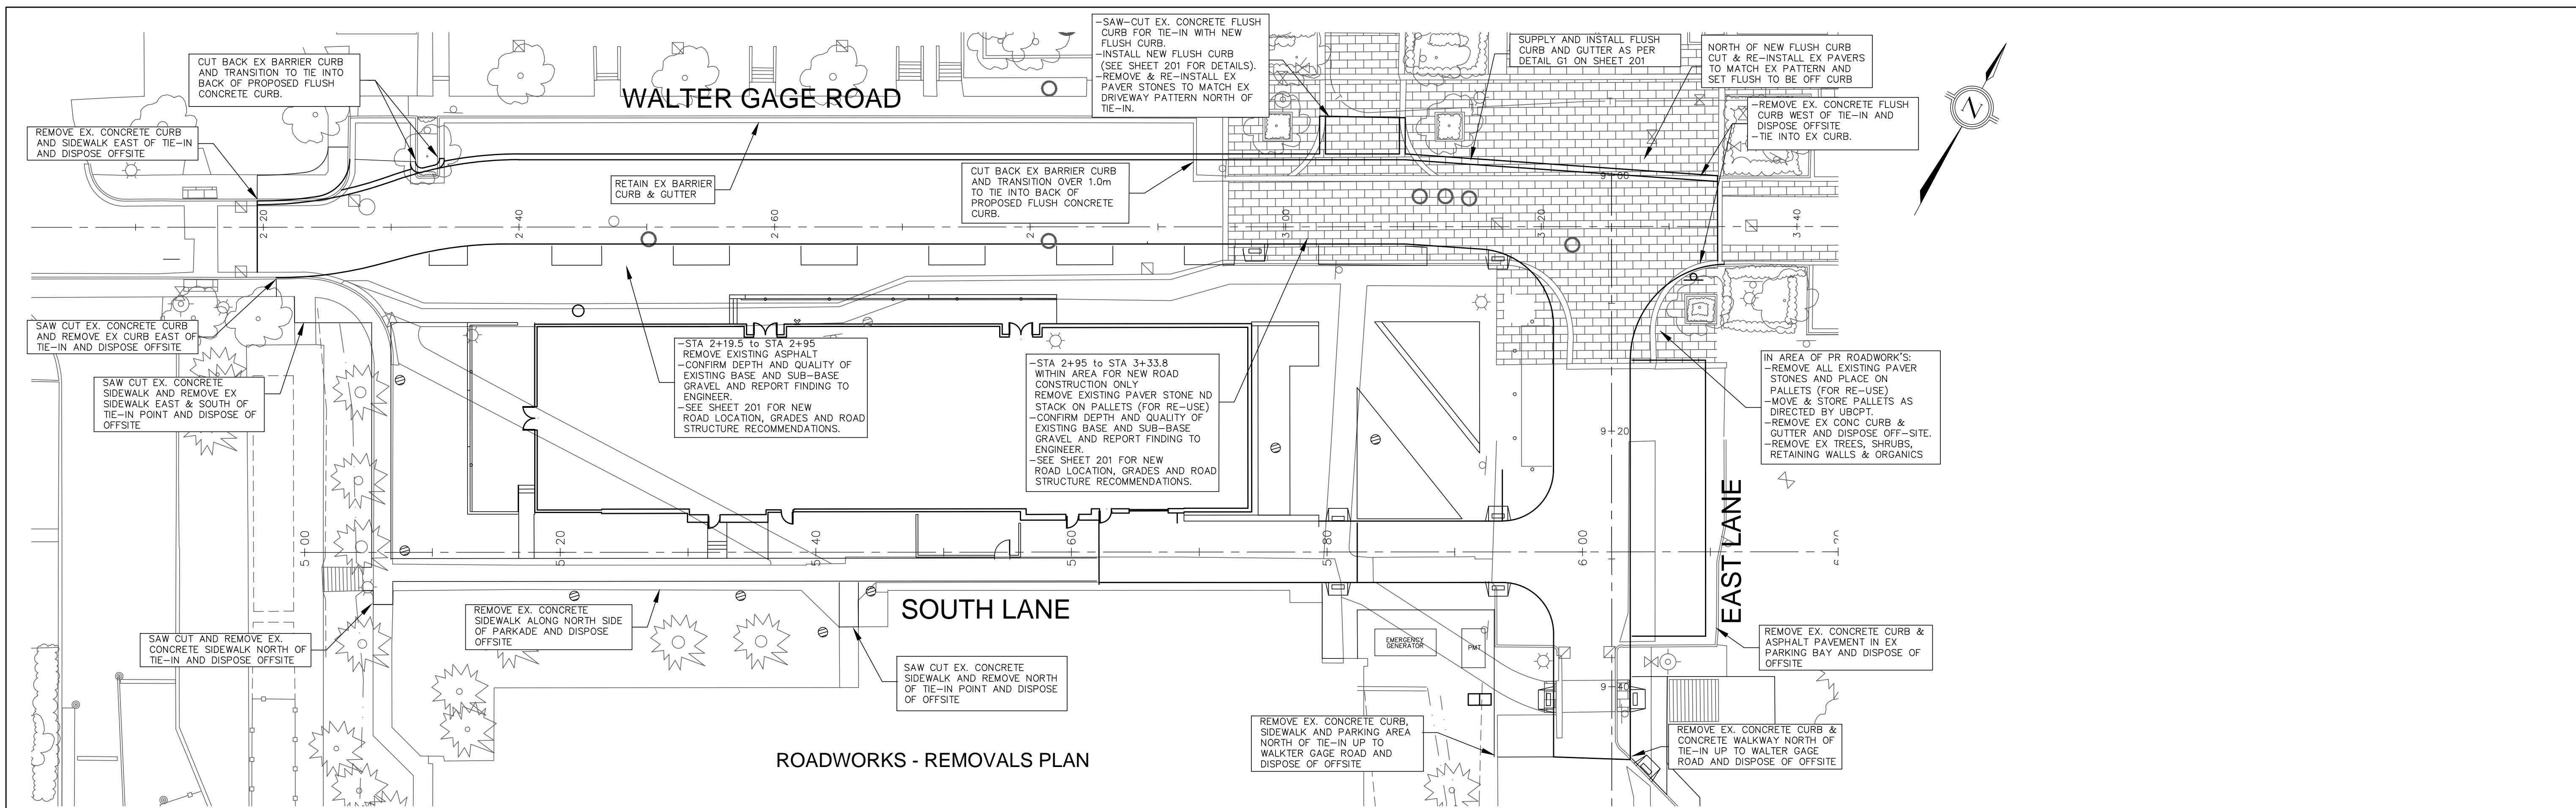 -SAW-CUT EX. CONCRETE FLUSH
CURB FOR TIE-IN WITH NEW
FLUSH CURB.
-INSTALL NEW FLUSH CURB
(SEE SHEET 201 FOR DETAILS).
-REMOVE & RE-INSTALL EX
PAVER STONES TO MATCH EX
DRIVEWAY PATTERN NORTH OF
TIE-IN.
SUPPLY AND INSTALL FLUSH
CURB AND GUTTER AS PER
DETAIL G1 ON SHEET 201
NORTH OF NEW FLUSH CURB
CUT & RE-INSTALL EX PAVERS
TO MATCH EX PATTERN AND
SET FLUSH TO BE OFF CURB
CUT BACK EX BARRIER CURB
AND TRANSITION TO TIE INTO
BACK OF PROPOSED FLUSH
CONCRETE CURB.
WALTER GAGE ROAD
N
-REMOVE EX. CONCRETE FLUSH
CURB WEST OF TIE-IN AND
DISPOSE OFFSITE
-TIE INTO EX CURB.
REMOVE EX. CONCRETE CURB
AND SIDEWALK EAST OF TIE-IN
AND DISPOSE OFFSITE
RETAIN EX BARRIER
CURB & GUTTER
CUT BACK EX BARRIER CURB
AND TRANSITION OVER 1.0m
TO TIE INTO BACK OF
PROPOSED FLUSH CONCRETE
CURB.
9-00
2-20
2-40
2-60
2
3-00
3-20
3-40
SAW CUT EX. CONCRETE CURB
AND REMOVE EX CURB EAST OF
TIE-IN AND DISPOSE OFFSITE
SAW CUT EX. CONCRETE
SIDEWALK AND REMOVE EX
SIDEWALK EAST & SOUTH OF
TIE-IN POINT AND DISPOSE OF
OFFSITE
-STA 2+19.5 to STA 2+95
REMOVE EXISTING ASPHALT
-CONFIRM DEPTH AND QUALITY OF
EXISTING BASE AND SUB-BASE
GRAVEL AND REPORT FINDING TO
ENGINEER.
-SEE SHEET 201 FOR NEW
ROAD LOCATION, GRADES AND ROAD
STRUCTURE RECOMMENDATIONS.
-STA 2+95 to STA 3+33.8
WITHIN AREA FOR NEW ROAD
CONSTRUCTION ONLY
REMOVE EXISTING PAVER STONE ND
STACK ON PALLETS (FOR RE-USE)
-CONFIRM DEPTH AND QUALITY OF
EXISTING BASE AND SUB-BASE
GRAVEL AND REPORT FINDING TO
ENGINEER.
-SEE SHEET 201 FOR NEW
ROAD LOCATION, GRADES AND ROAD
STRUCTURE RECOMMENDATIONS.
IN AREA OF PR ROADWORK'S:
-REMOVE ALL EXISTING PAVER
STONES AND PLACE ON
PALLETS (FOR RE-USE)
-MOVE & STORE PALLETS AS
DIRECTED BY UBCPT.
-REMOVE EX CONC CURB &
GUTTER AND DISPOSE OFF-SITE.
-REMOVE EX TREES, SHRUBS,
RETAINING WALLS & ORGANICS
9-20
EAST LANE
5-00
5-20
5-40
5-60
5-80
6-00
SOUTH LANE
REMOVE EX. CONCRETE
SIDEWALK ALONG NORTH SIDE
OF PARKADE AND DISPOSE
OFFSITE
SAW CUT AND REMOVE EX.
CONCRETE SIDEWALK NORTH OF
TIE-IN AND DISPOSE OFFSITE
EMERGENCY
GENERATOR
PMT
REMOVE EX. CONCRETE CURB &
ASPHALT PAVEMENT IN EX
PARKING BAY AND DISPOSE OF
OFFSITE
SAW CUT EX. CONCRETE
SIDEWALK AND REMOVE NORTH
OF TIE-IN POINT AND DISPOSE
OF OFFSITE
9-40
REMOVE EX. CONCRETE CURB,
SIDEWALK AND PARKING AREA
NORTH OF TIE-IN UP TO
WALKTER GAGE ROAD AND
DISPOSE OF OFFSITE
REMOVE EX. CONCRETE CURB &
CONCRETE WALKWAY NORTH OF
TIE-IN UP TO WALTER GAGE
ROAD AND DISPOSE OF OFFSITE
ROADWORKS - REMOVALS PLAN